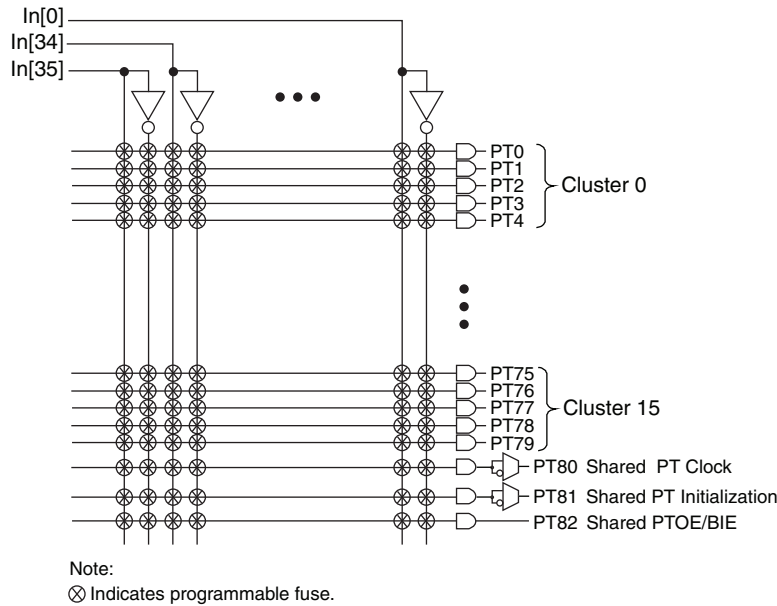 In[0]
In[34]
In[35]
PT0
PT1
PT2
PT3
PT4
Cluster 0
PT75
PT76
PT77
PT78
PT79
Cluster 15
PT80 Shared PT Clock
PT81 Shared PT Initialization
PT82 Shared PTOE/BIE
Note:
Indicates programmable fuse.